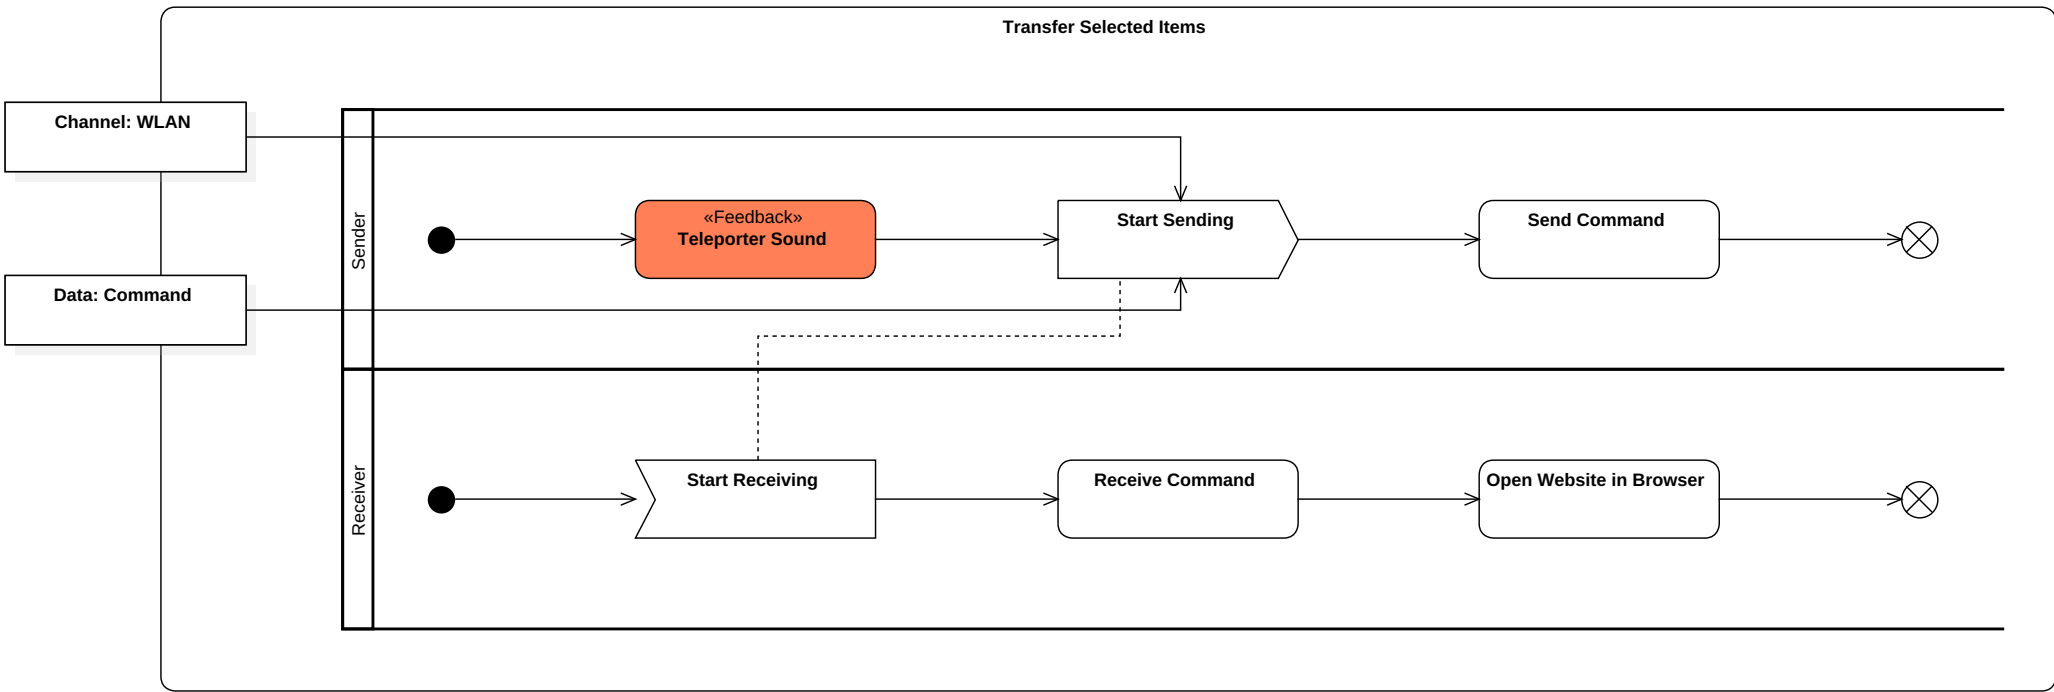 Transfer Selected Items
Channel: WLAN
Data: Command
Sender
«Feedback»
Teleporter Sound
Start Sending
Send Command
Receiver
Start Receiving
Receive Command
Open Website in Browser